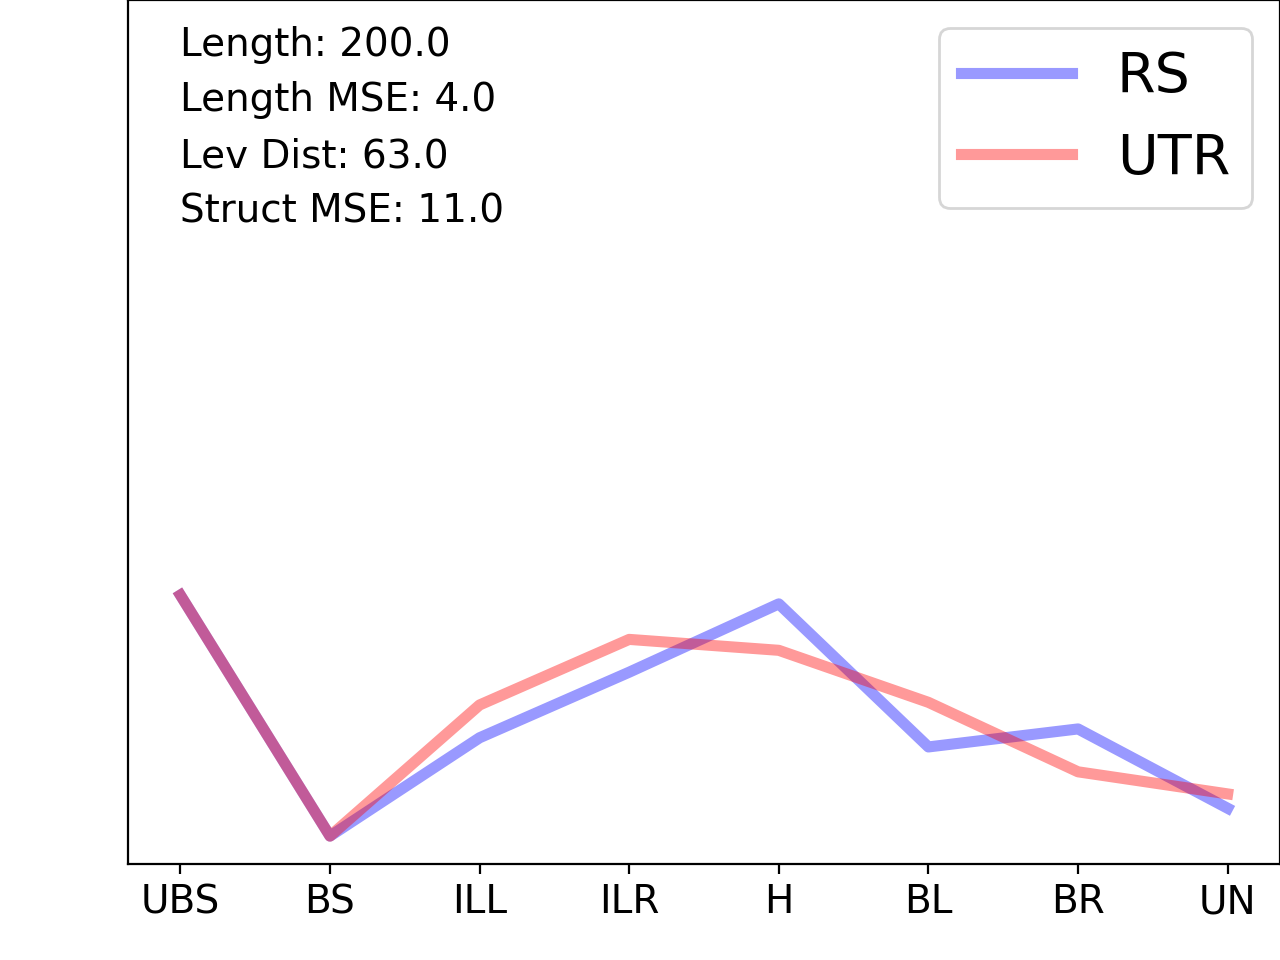 Length: 200.0
Length MSE: 4.0
Lev Dist: 63.0
Struct MSE: 11.0
RS
UTR
UBS BS ILL ILR H BL BR UN